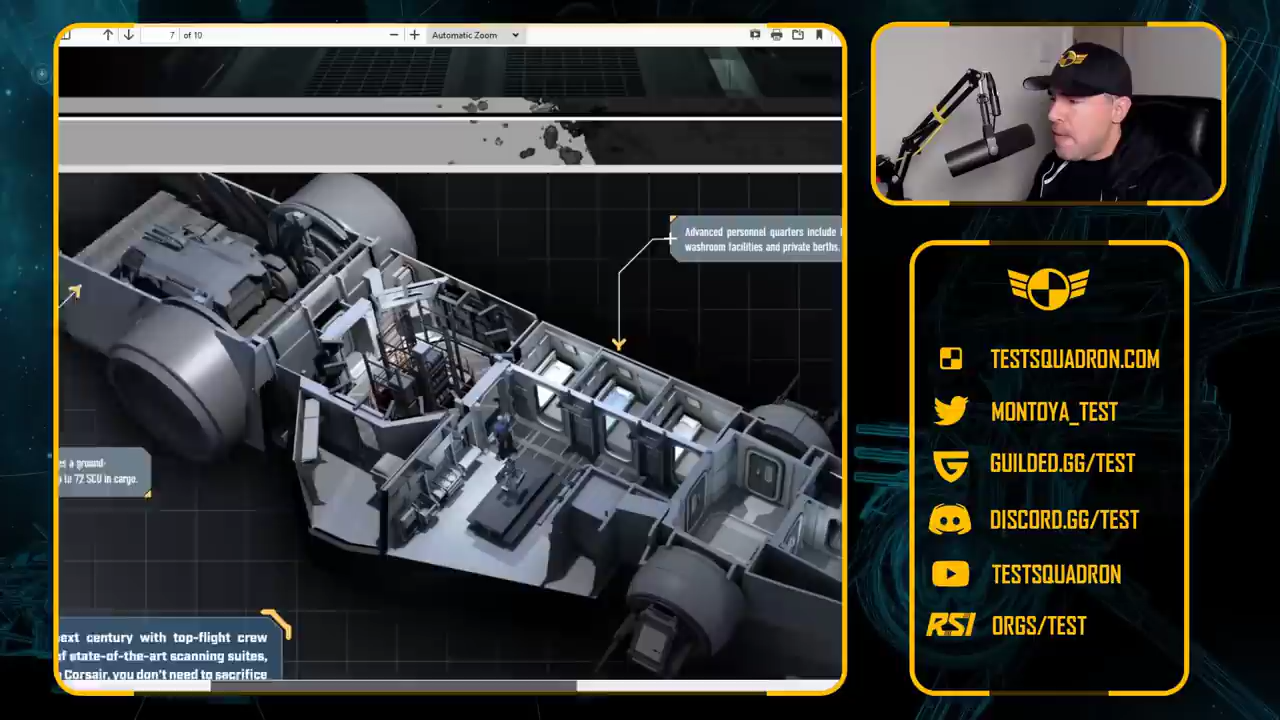 7
of 10
Automatic Zoom
Advanced personnel quarters include
washroom facilities and private berths.
es a ground-
72 SCU in cargo.
ext century with top-flight crew
of state-of-the-art scanning suites,
Corsair, you don't need to sacrifice
TESTSQUADRON.COM
MONTOYA_TEST
GUILDED.GG/TEST
DISCORD.GG/TEST
TESTSQUADRON
RSI ORGS/TEST